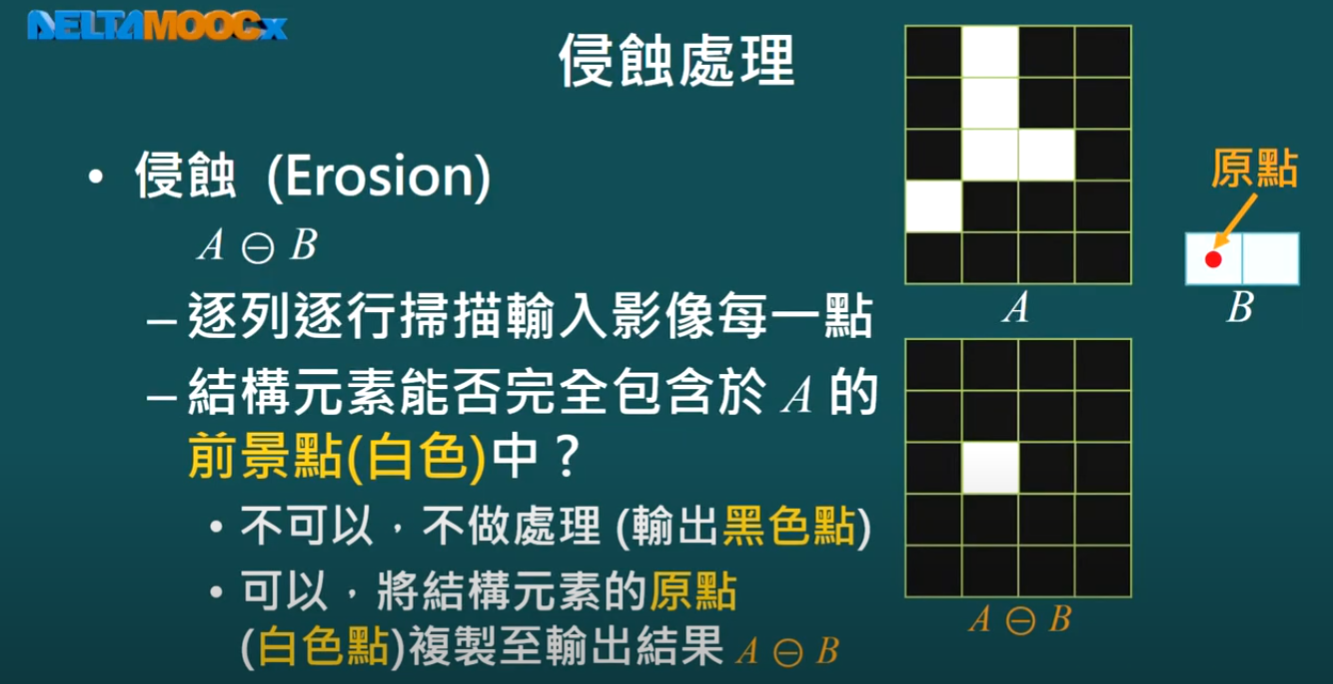 DELTAMOOCx
侵蝕處理
• 侵蝕 (Erosion)
A ⊖ B
– 逐列逐行掃描輸入影像每一點
– 結構元素能否完全包含於 A 的
前景點(白色)中？
• 不可以，不做處理 (輸出黑色點)
• 可以，將結構元素的原點
(白色點)複製至輸出結果 A ⊖ B
A
原點
B
A ⊖ B